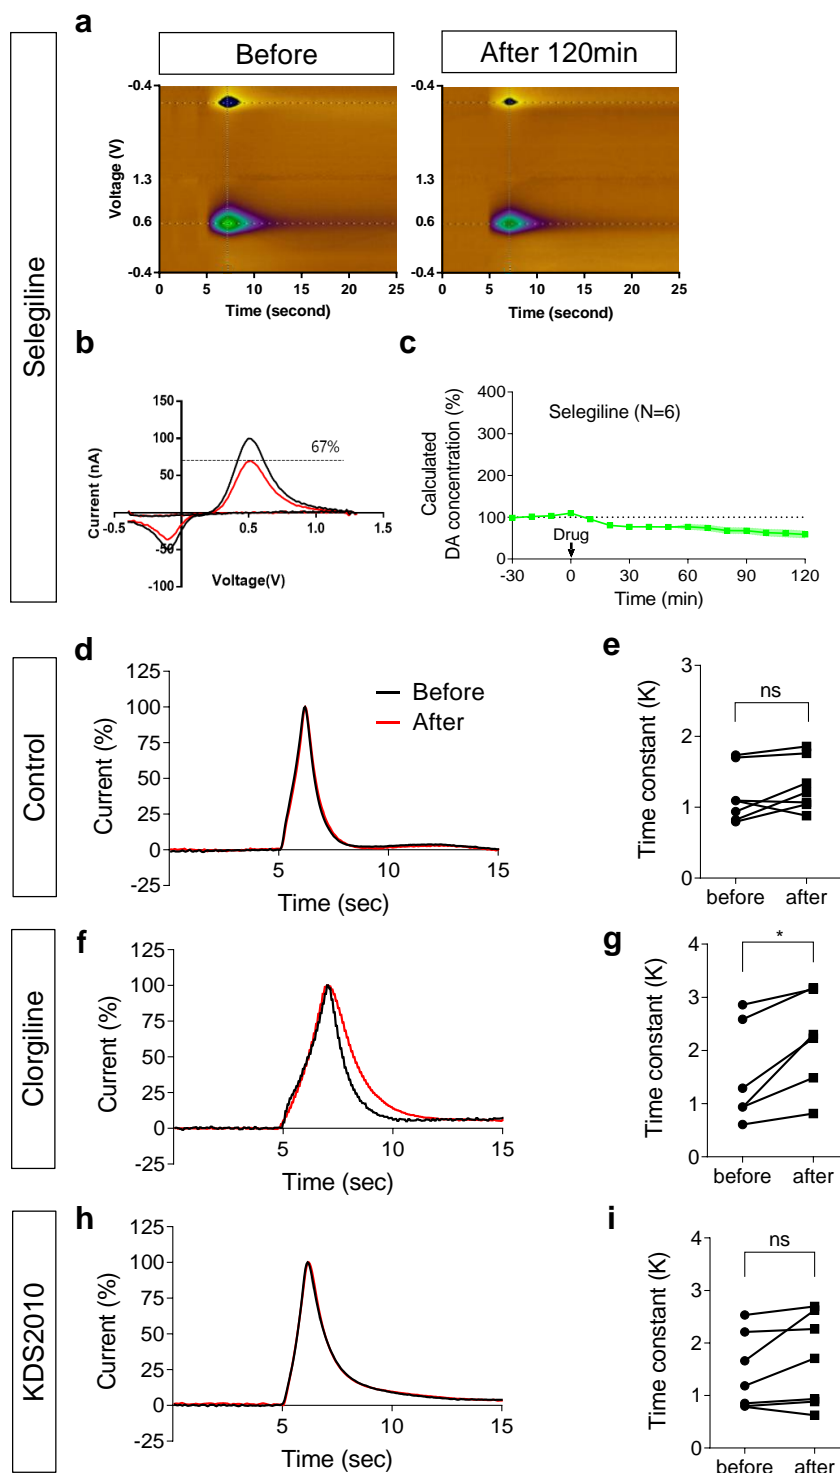 a
Before
After 120min
Selegiline
Voltage (V)
-0.4
1.3
0.6
-0.4
0 5 10 15 20 25
Time (second)
-0.4
1.3
0.6
-0.4
0 5 10 15 20 25
Time (second)
b
Current (nA)
150
100
50
-50
-100
-0.5 0.5 1.0 1.5
67%
Voltage(V)
c
Calculated
DA concentration (%)
400
300
200
100
0
Selegiline (N=6)
Drug
-30 0 30 60 90 120
Time (min)
Control
d
Current (%)
125
100
75
50
25
0
-25
Before
After
5 10 15
Time (sec)
e
Time constant (K)
3
2
1
0
ns
before after
Clorgiline
f
Current (%)
125
100
75
50
25
0
-25
5 10 15
Time (sec)
g
Time constant (K)
4
3
2
1
0
*
before after
KDS2010
h
Current (%)
125
100
75
50
25
0
-25
5 10 15
Time (sec)
i
Time constant (K)
4
3
2
1
0
ns
before after